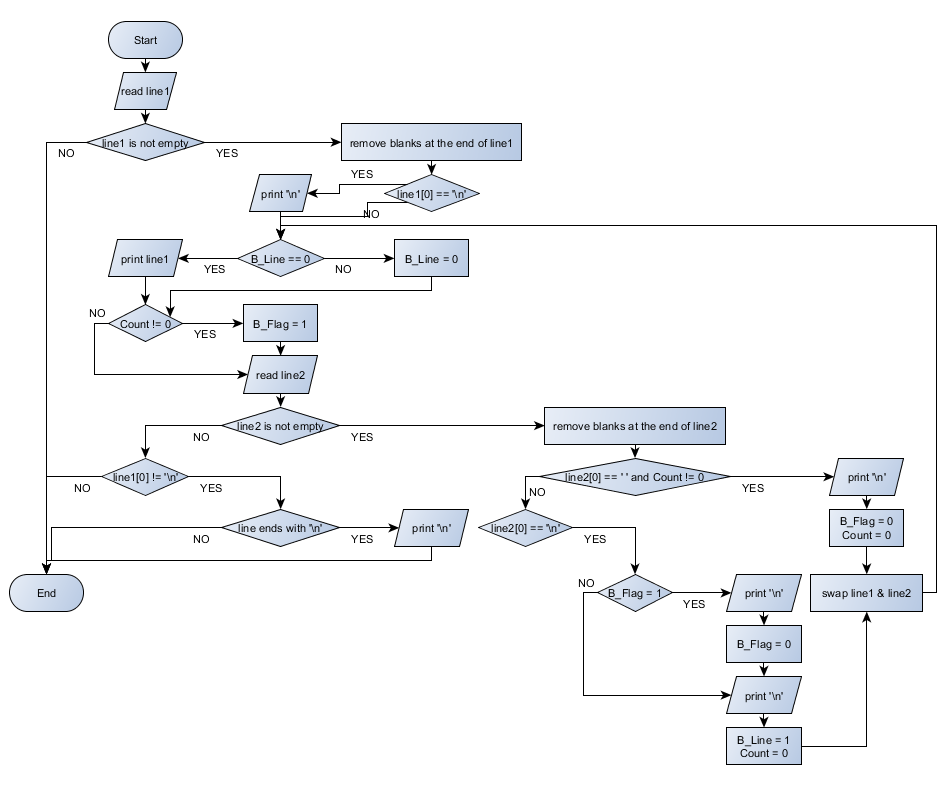 Start
read line1
line1 is not empty
NO
YES
remove blanks at the end of line1
YES
print '\n'
line1[0] == '\n'
NO
print line1
YES
B_Line == 0
NO
B_Line = 0
NO
Count != 0
YES
B_Flag = 1
read line2
line2 is not empty
NO
YES
remove blanks at the end of line2
line1[0] != '\n'
NO
YES
line2[0] == ' ' and Count != 0
NO
YES
print '\n'
line ends with '\n'
NO
YES
print '\n'
line2[0] == '\n'
YES
B_Flag = 0
Count = 0
End
NO
B_Flag = 1
YES
print '\n'
swap line1 & line2
B_Flag = 0
print '\n'
B_Line = 1
Count = 0